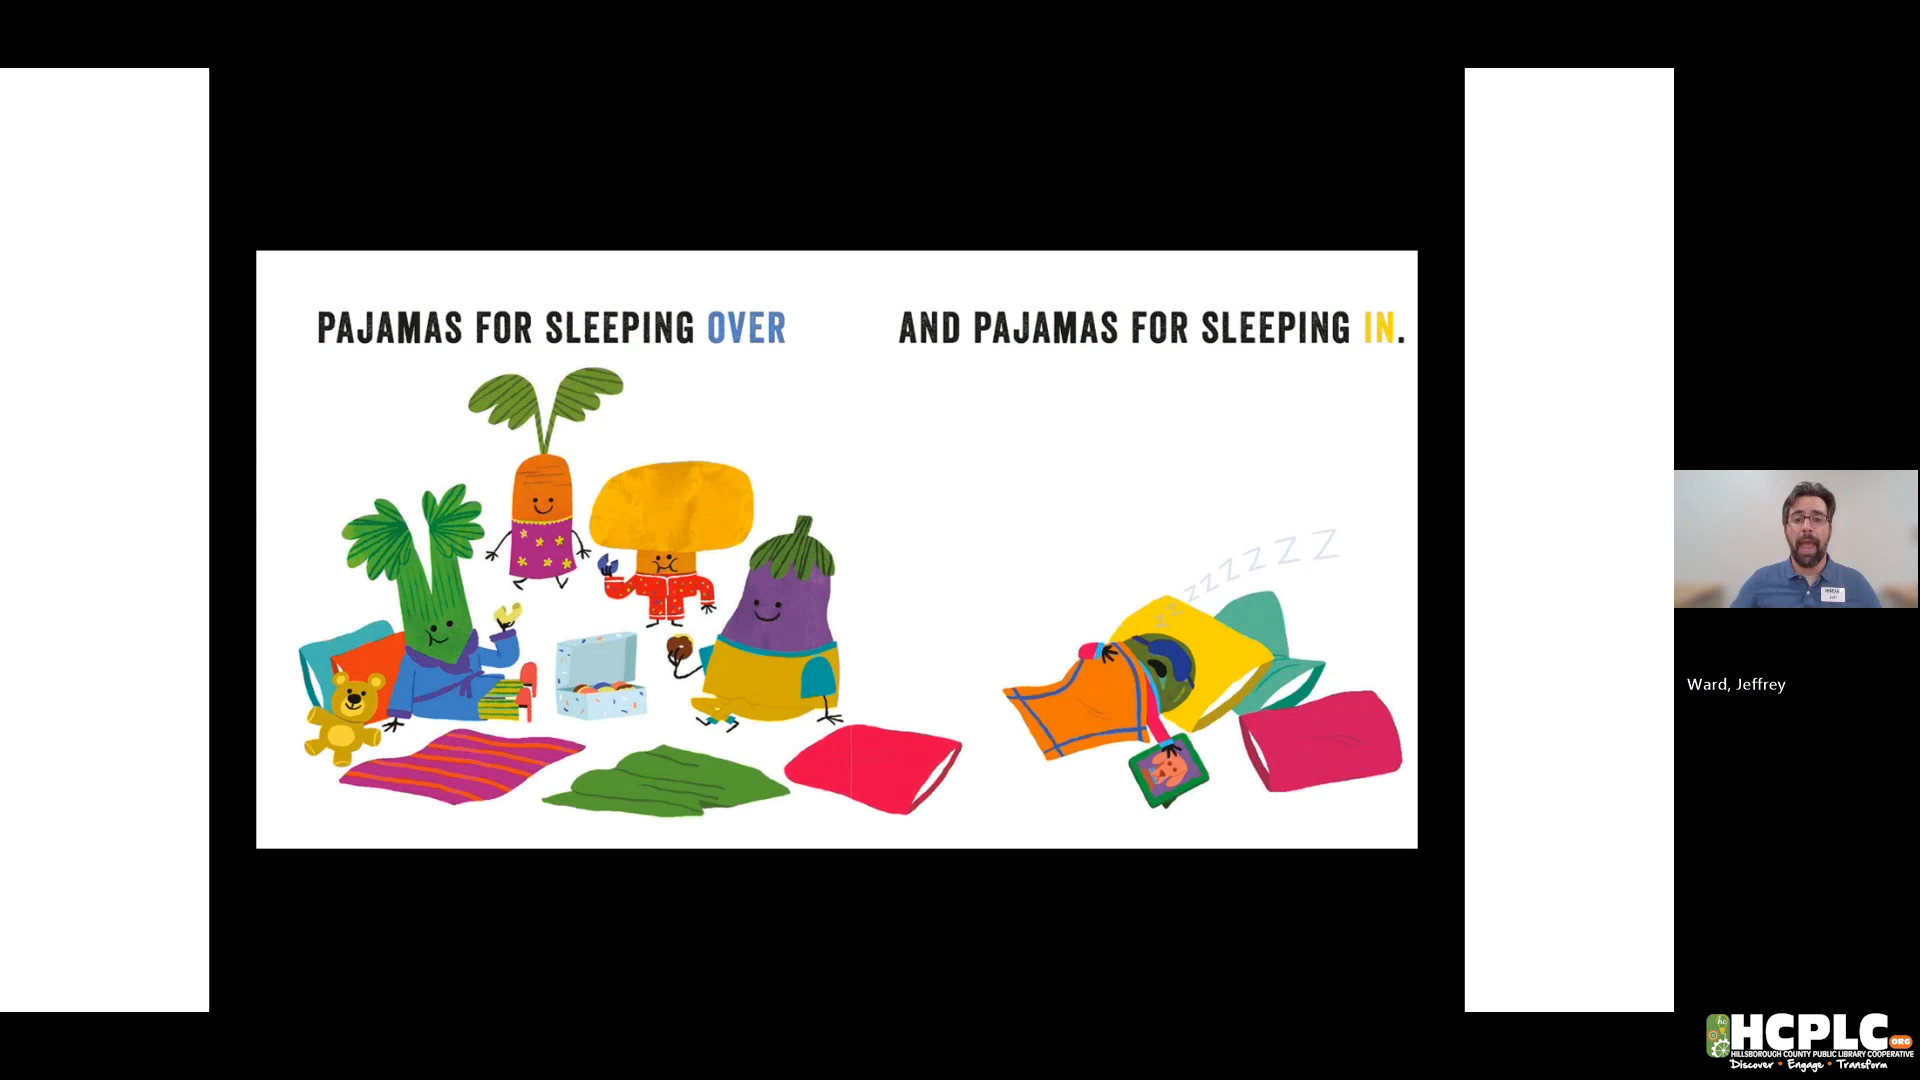 PAJAMAS FOR SLEEPING OVER
AND PAJAMAS FOR SLEEPING IN.
z z z z z Z Z Z Z
Ward, Jeffrey
hc
HCPLC.ORG
HILLSBOROUGH COUNTY PUBLIC LIBRARY COOPERATIVE
Discover • Engage • Transform